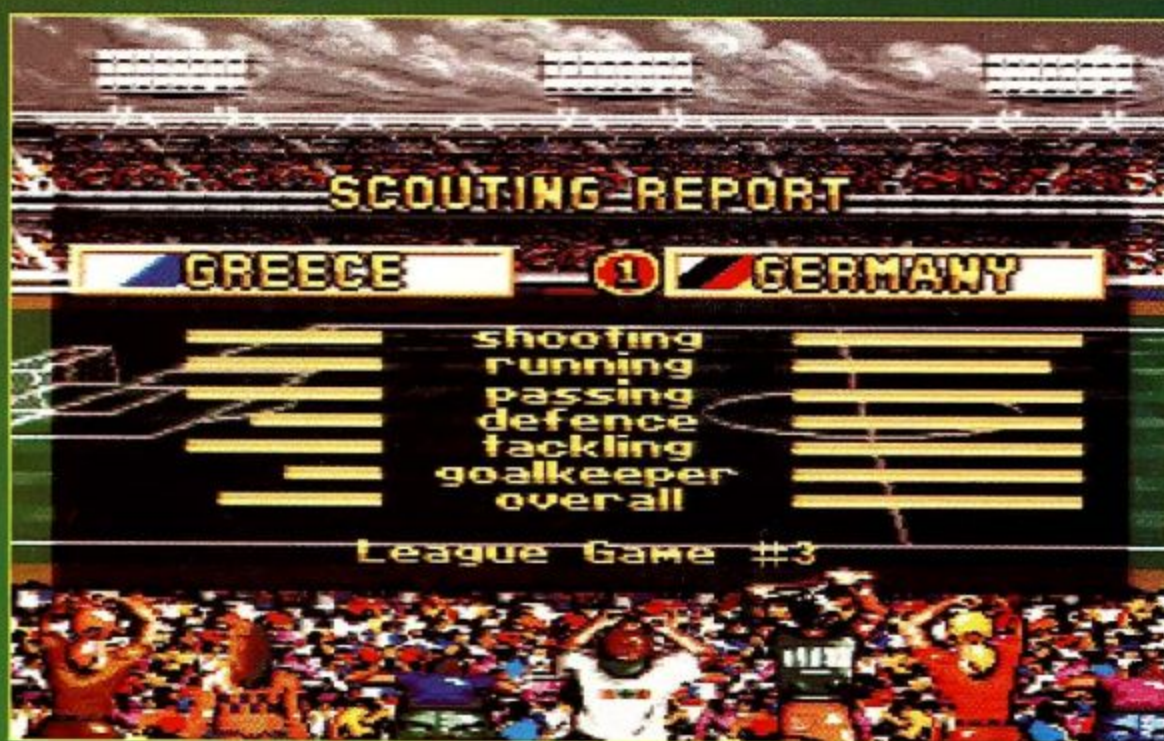 SCOUTING REPORT
GREECE 1 GERMANY
shooting
running
passing
defence
tackling
goalkeeper
overall
League Game #3